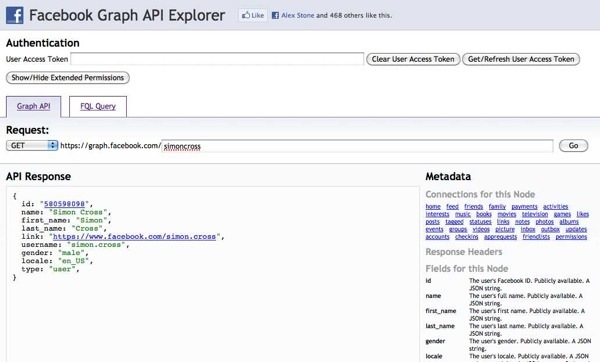 Facebook Graph API Explorer
Like
Alex Stone and 468 others like this.
Authentication
User Access Token
Clear User Access Token
Get/Refresh User Access Token
Show/Hide Extended Permissions
Graph API
FQL Query
Request:
GET
https://graph.facebook.com/
simoncross
Go
API Response
{
id: "580598098",
name: "Simon Cross",
first_name: "Simon",
last_name: "Cross",
link: "https://www.facebook.com/simon.cross",
username: "simon.cross",
gender: "male",
locale: "en_US",
type: "user",
}
Metadata
Connections for this Node
home feed friends family payments activities
interests music books movies television games likes
posts tagged statuses links notes photos albums
events groups videos picture inbox outbox updates
accounts checkins apprequests friendlists permissions
Response Headers
Fields for this Node
id The user's Facebook ID. Publicly available. A
JSON string.
name The user's full name. Publicly available. A
JSON string.
first_name The user's first name. Publicly available. A
JSON string.
last_name The user's last name. Publicly available. A
JSON string.
gender The user's gender. Publicly available. A JSON
string.
locale The user's locale. Publicly available. A JSON